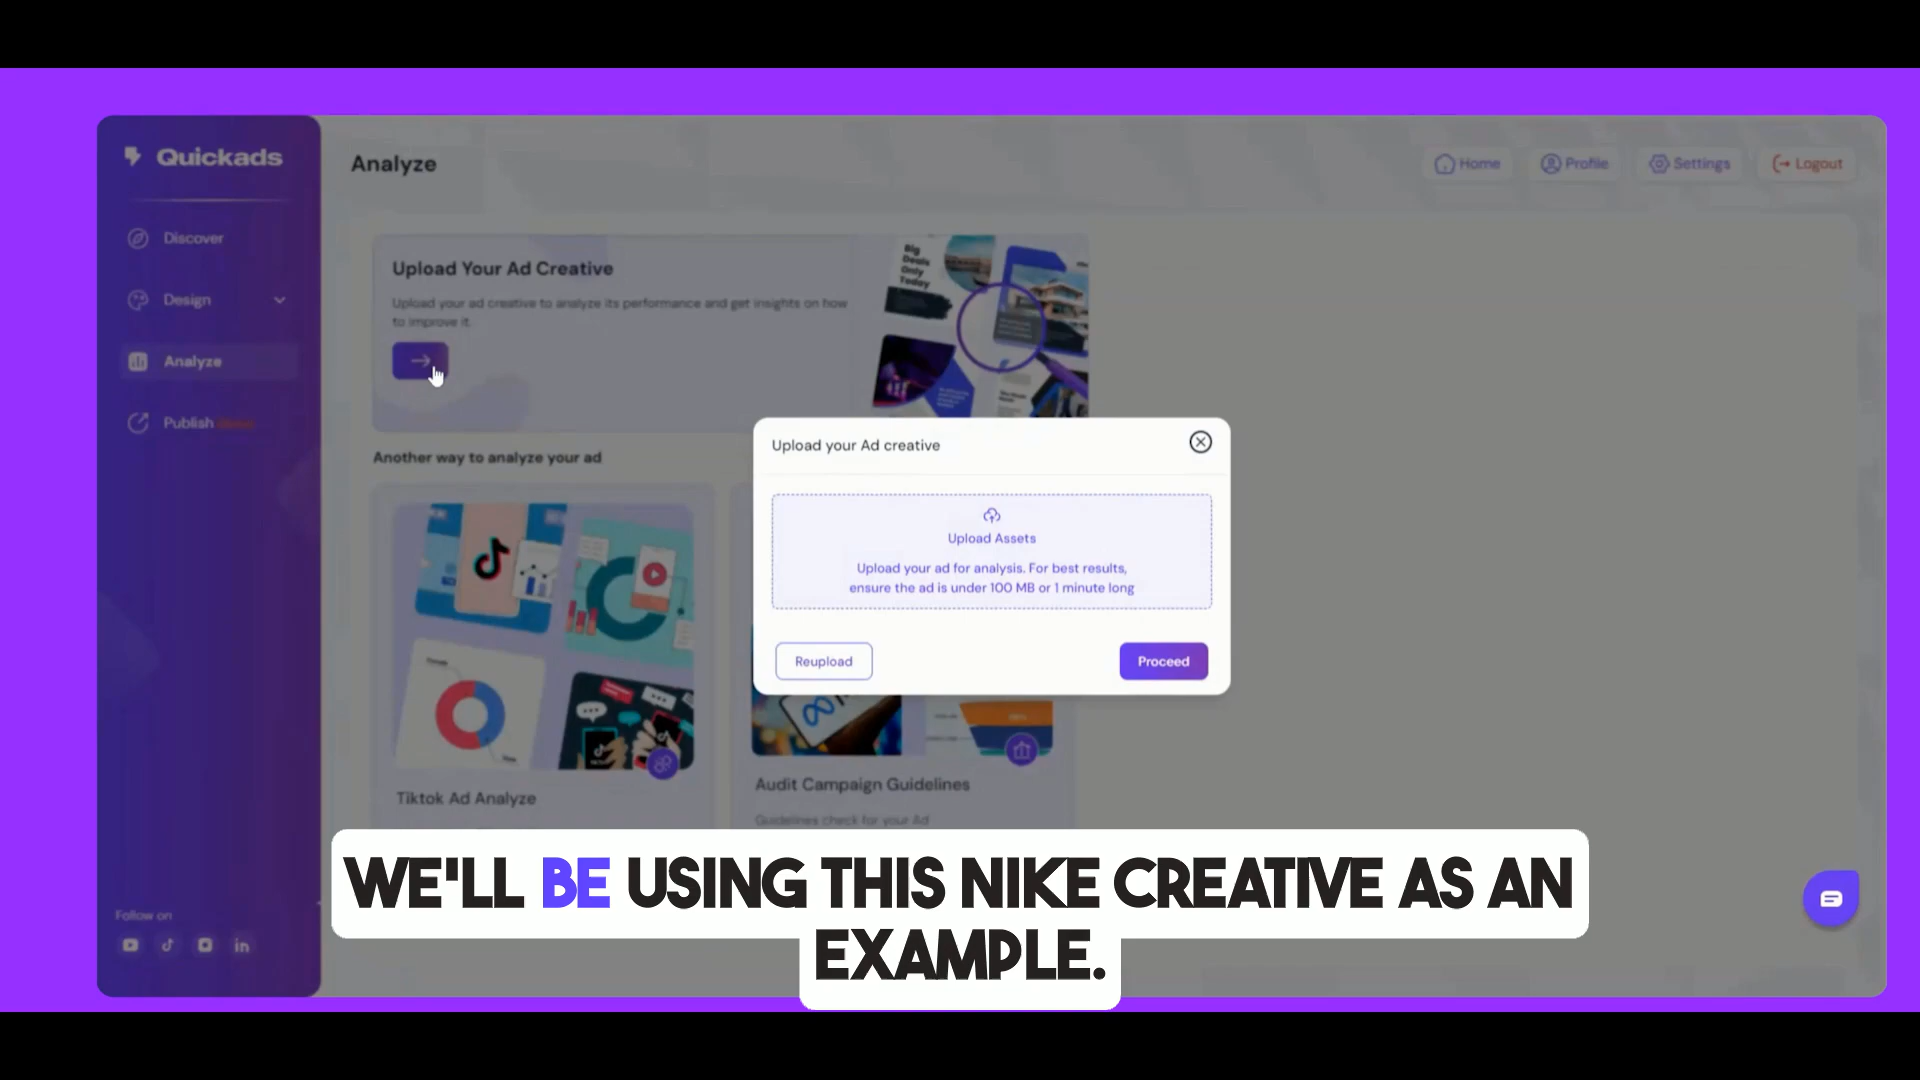 Quickads
Analyze
Home
Profile
Settings
Logout
Discover
Design
Analyze
Publish
Upload Your Ad Creative
Upload your ad creative to analyze its performance and get insights on how
to improve it.
Big
Deals
Only
Today
Another way to analyze your ad
Upload your Ad creative
Upload Assets
Upload your ad for analysis. For best results,
ensure the ad is under 100 MB or 1 minute long
Reupload
Proceed
Tiktok Ad Analyze
Audit Campaign Guidelines
Guidelines check for your Ad
WE'LL BE USING THIS NIKE CREATIVE AS AN
EXAMPLE.
Follow on